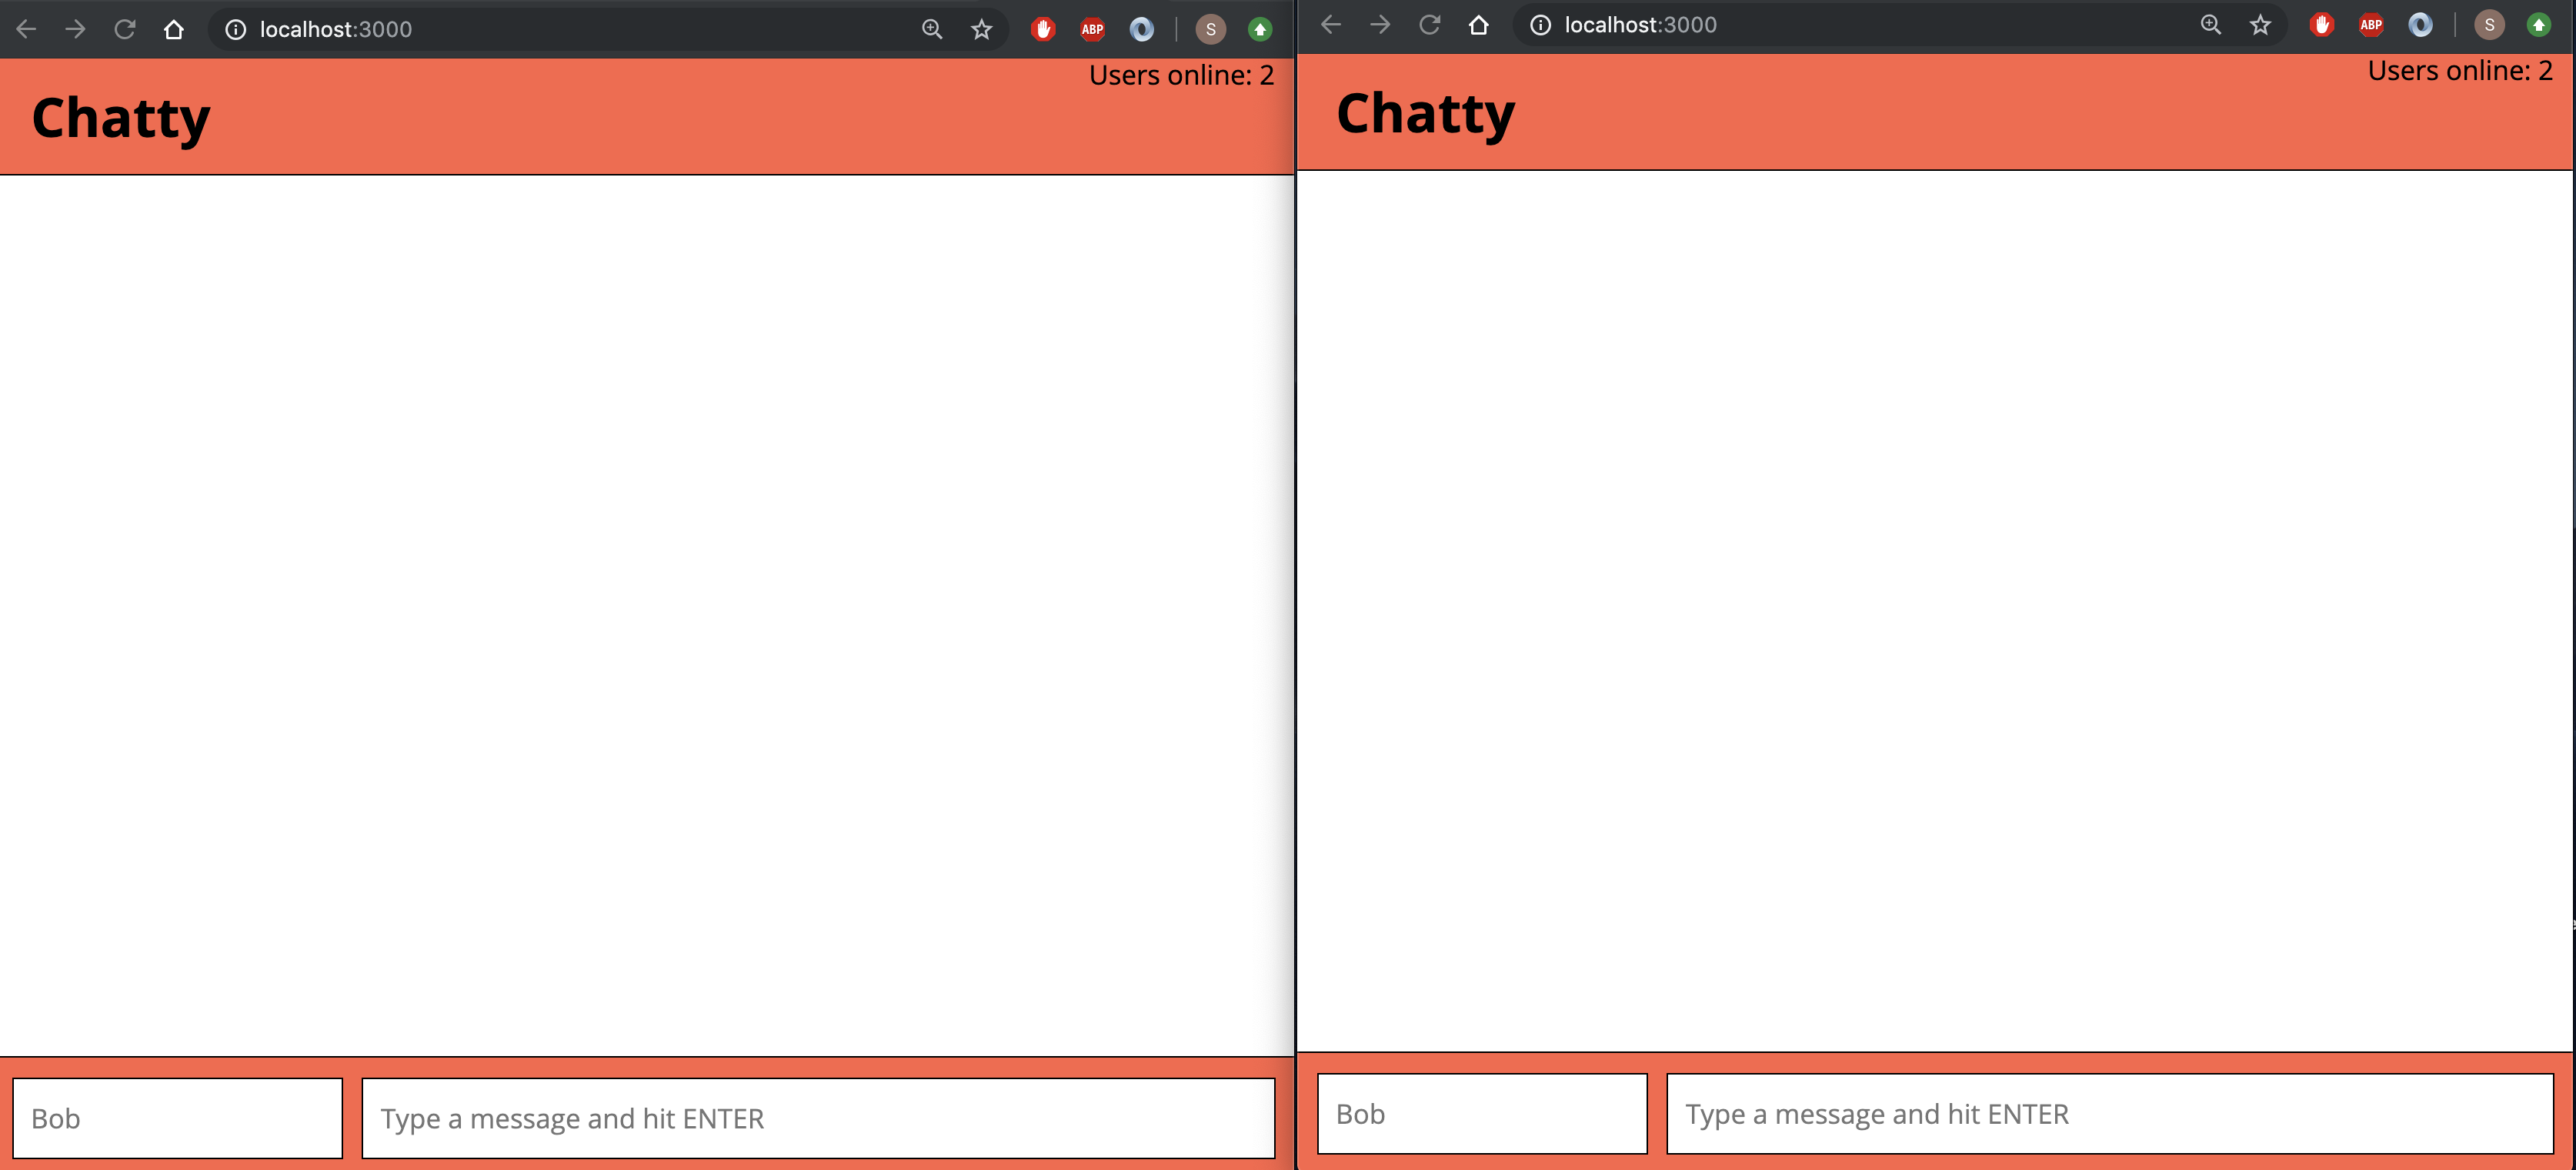 localhost:3000
ABP
S
Users online: 2
Chatty
Bob
Type a message and hit ENTER
localhost:3000
ABP
S
Users online: 2
Chatty
Bob
Type a message and hit ENTER